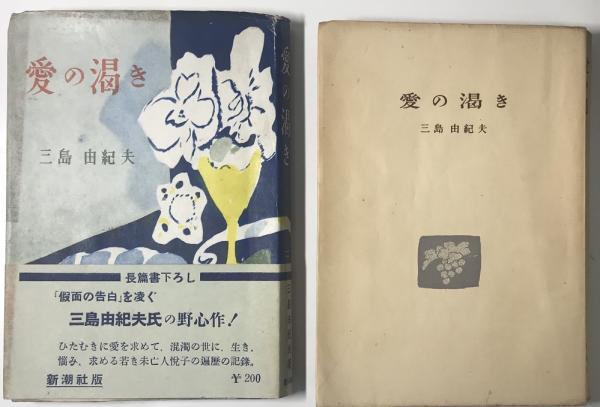 愛の渇き
三島 由紀夫
愛の渇き
長篇書下ろし
「假面の告白」を凌ぐ
三島由紀夫氏の野心作!
ひたむきに愛を求めて、混濁の世に、生き、
悩み、求める若き未亡人悦子の遍歴の記録。
新潮社版
¥200
愛の渇き
三島 由紀夫